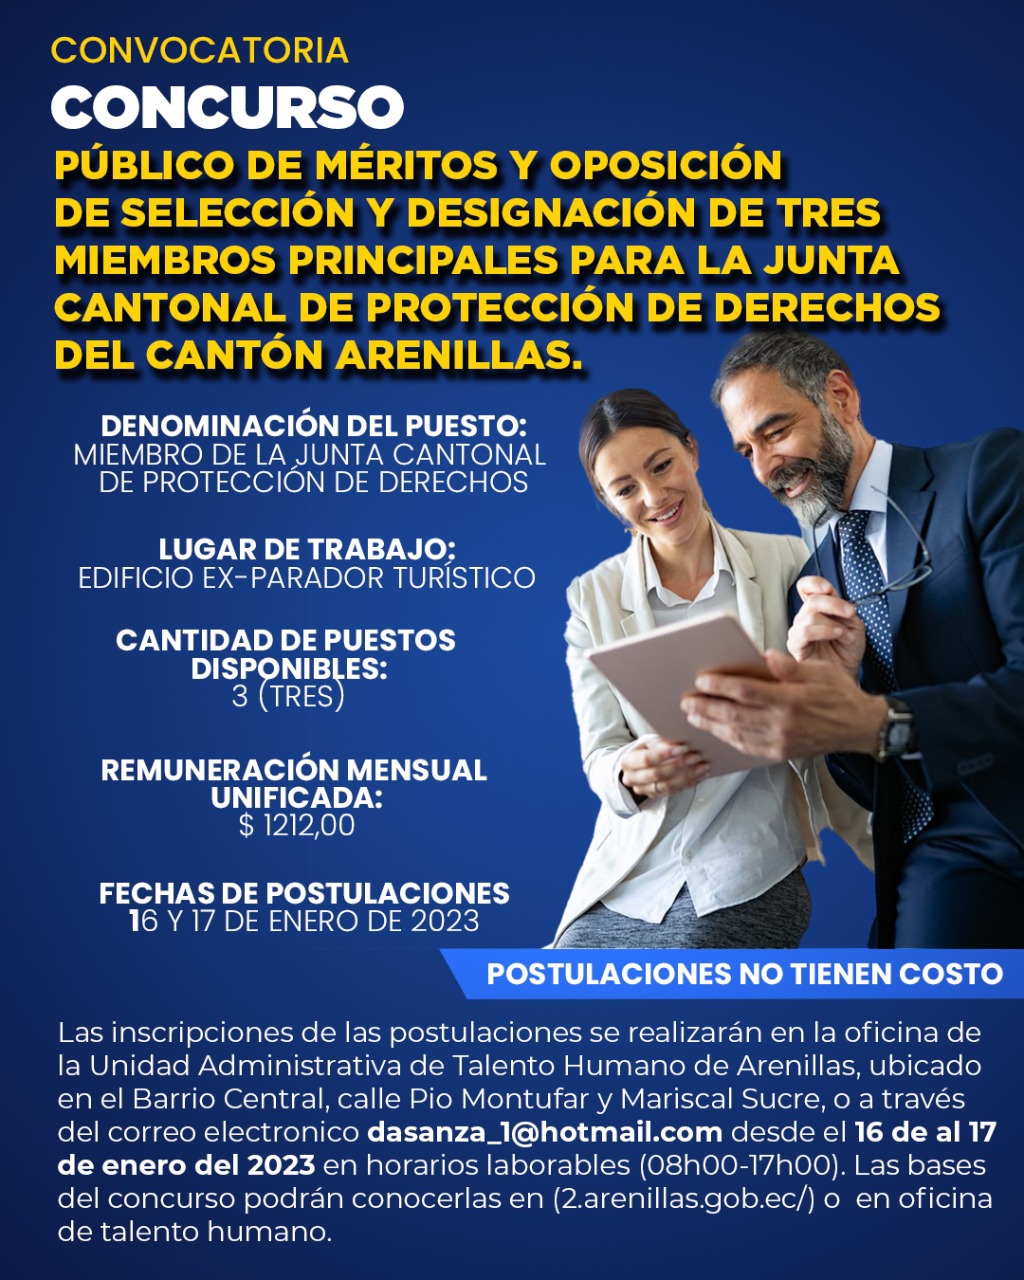 CONVOCATORIA
CONCURSO
PÚBLICO DE MÉRITOS Y OPOSICIÓN
DE SELECCIÓN Y DESIGNACIÓN DE TRES
MIEMBROS PRINCIPALES PARA LA JUNTA
CANTONAL DE PROTECCIÓN DE DERECHOS
DEL CANTÓN ARENILLAS.
DENOMINACIÓN DEL PUESTO:
MIEMBRO DE LA JUNTA CANTONAL
DE PROTECCIÓN DE DERECHOS
LUGAR DE TRABAJO:
EDIFICIO EX-PARADOR TURÍSTICO
CANTIDAD DE PUESTOS
DISPONIBLES:
3 (TRES)
REMUNERACIÓN MENSUAL
UNIFICADA:
$ 1212,00
FECHAS DE POSTULACIONES
16 Y 17 DE ENERO DE 2023
POSTULACIONES NO TIENEN COSTO
Las inscripciones de las postulaciones se realizarán en la oficina de
la Unidad Administrativa de Talento Humano de Arenillas, ubicado
en el Barrio Central, calle Pio Montufar y Mariscal Sucre, o a través
del correo electronico dasanza_1@hotmail.com desde el 16 de al 17
de enero del 2023 en horarios laborables (08h00-17h00). Las bases
del concurso podrán conocerlas en (2.arenillas.gob.ec/) o en oficina
de talento humano.